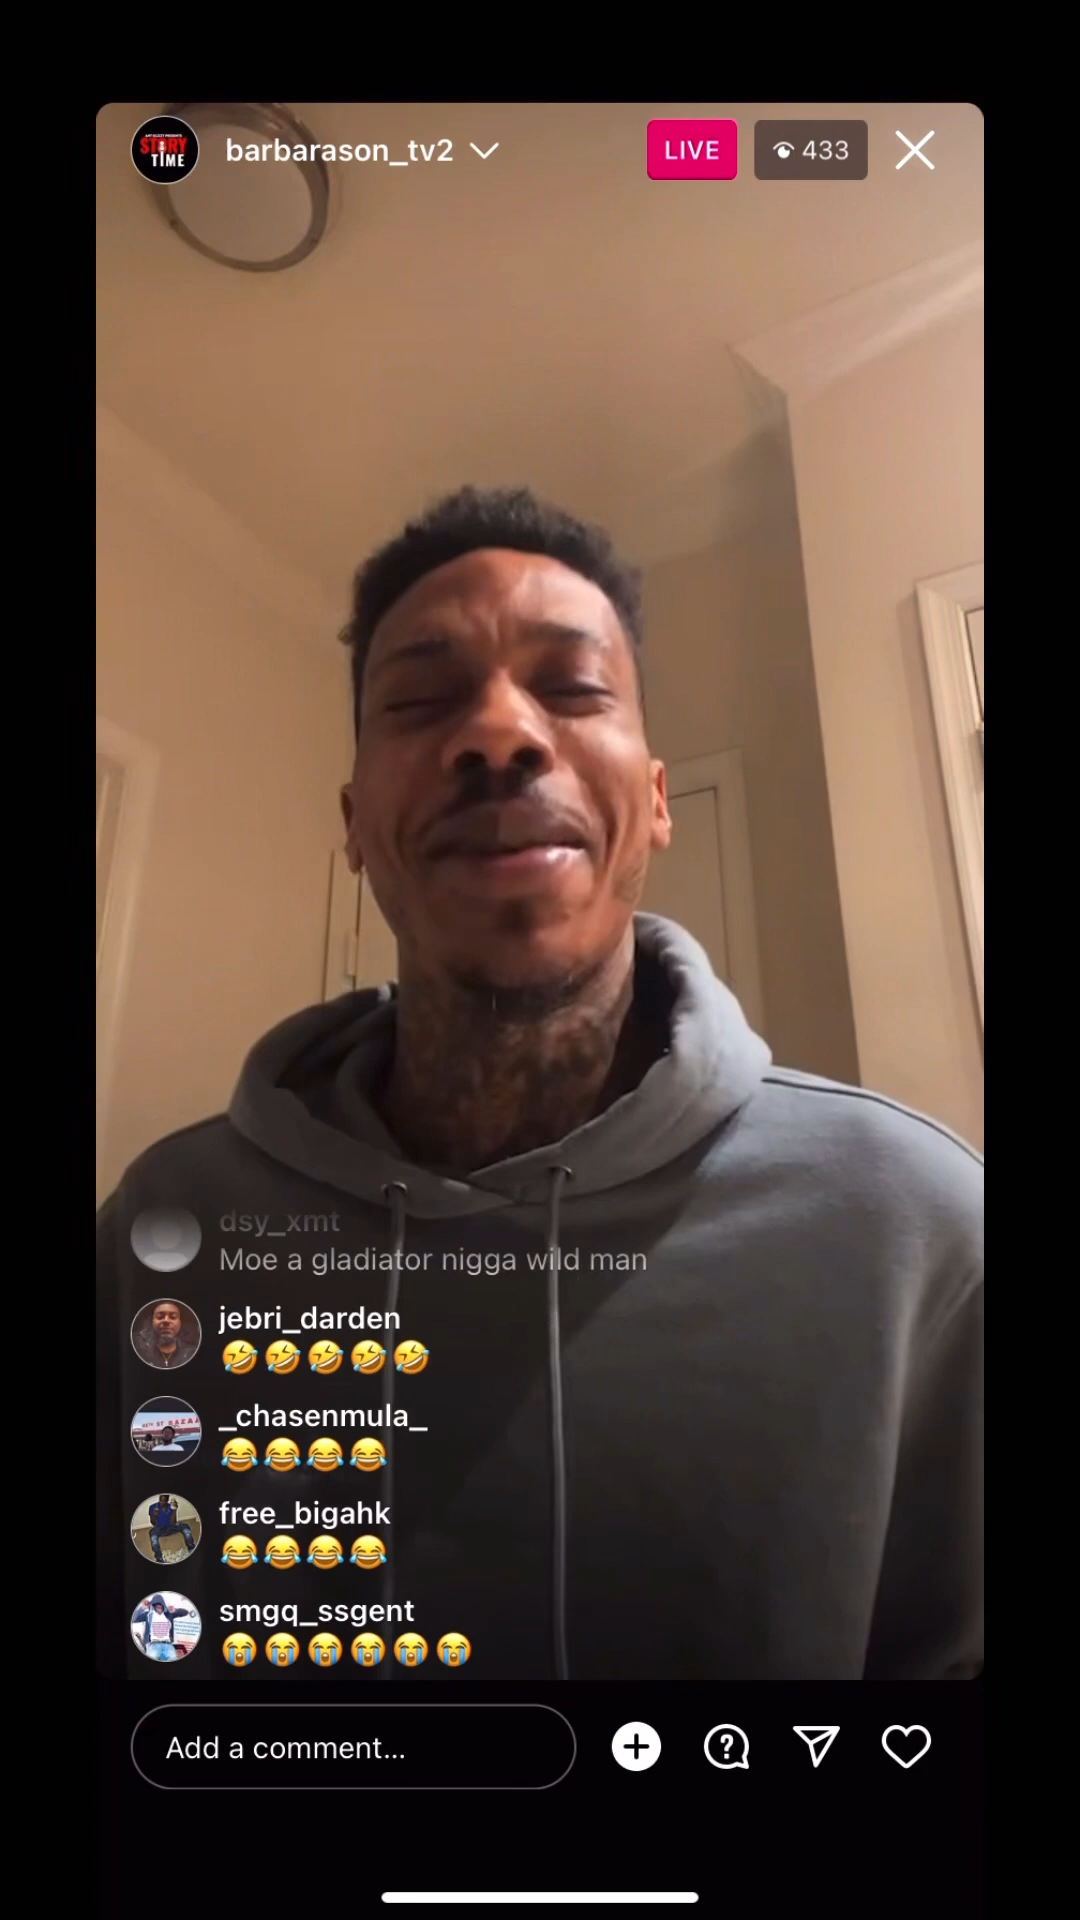 STORY
TIME
barbarason_tv2
LIVE
433
dsy_xmt
Moe a gladiator nigga wild man
jebri_darden
🤣🤣🤣🤣🤣
_chasenmula_
😂😂😂😂
free_bigahk
😂😂😂😂
smgq_ssgent
😭😭😭😭😭😭
Add a comment...